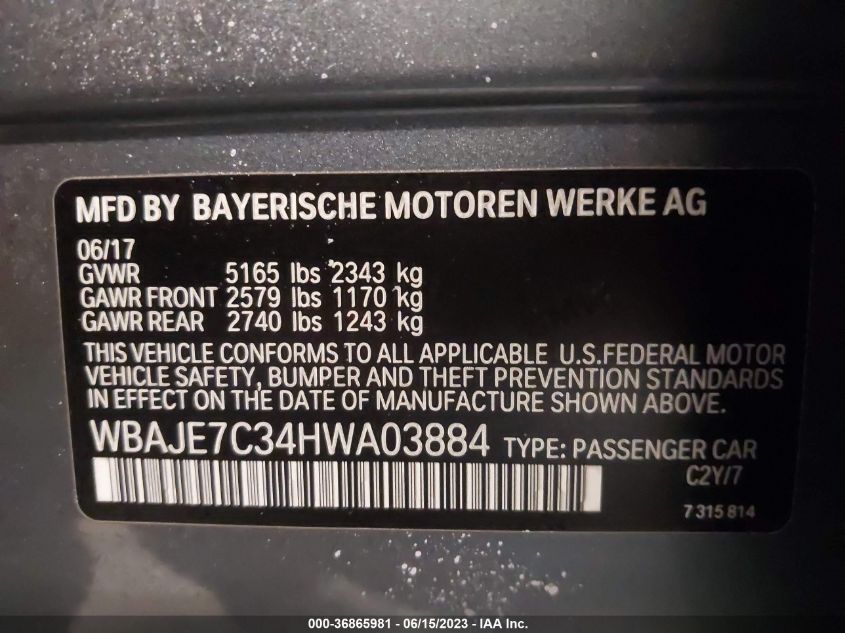 MFD BY BAYERISCHE MOTOREN WERKE AG
06/17
GVWR 5165 lbs 2343 kg
GAWR FRONT 2579 lbs 1170 kg
GAWR REAR 2740 lbs 1243 kg
THIS VEHICLE CONFORMS TO ALL APPLICABLE U.S.FEDERAL MOTOR
VEHICLE SAFETY, BUMPER AND THEFT PREVENTION STANDARDS
IN EFFECT ON THE DATE OF MANUFACTURE SHOWN ABOVE.
WBAJE7C34HWA03884 TYPE: PASSENGER CAR
C2Y/7
7 315 814
000-36865981 - 06/15/2023 - IAA Inc.